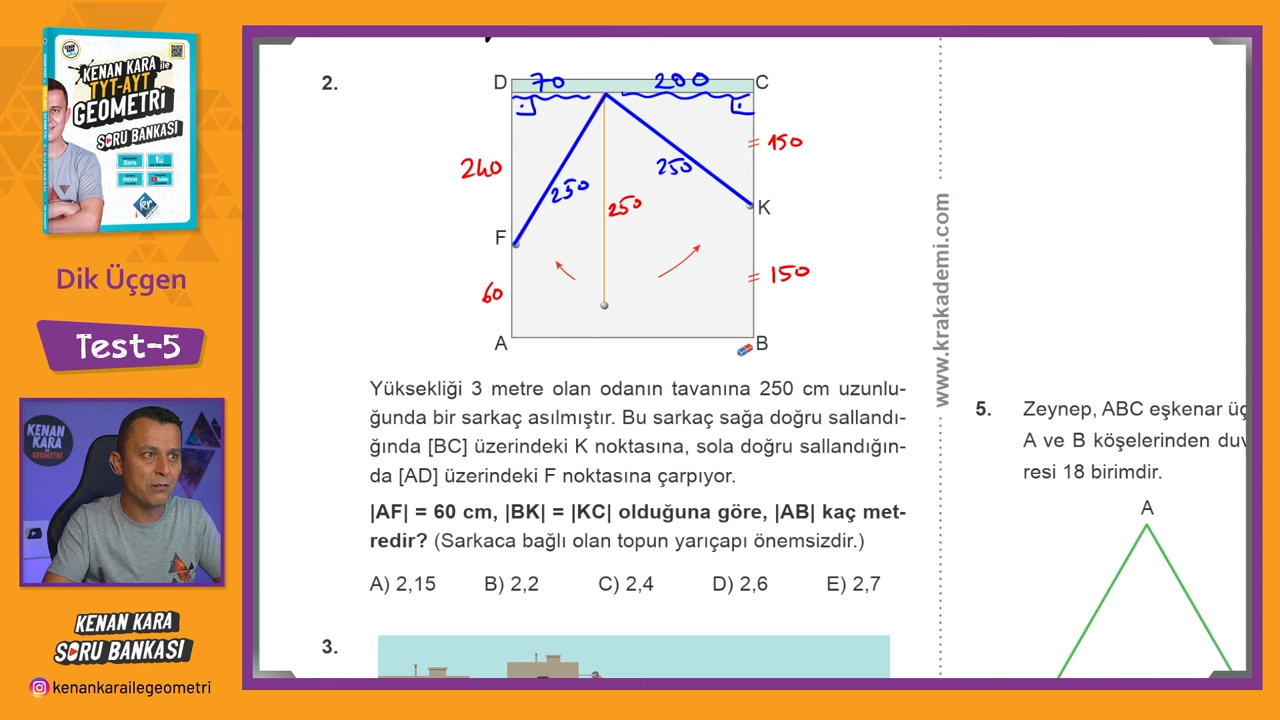 KENAN KARA ile
TYT-AYT
GEOMETRİ
SORU BANKASI
Dik Üçgen
Test-5
KENAN
KARA
GEOMETRİ
KENAN KARA
SORU BANKASI
kenankarailegeometri
2.
D 70 200 C
240 250 250 250 150
F K
60 150
A B
Yüksekliği 3 metre olan odanın tavanına 250 cm uzunlu-
ğunda bir sarkaç asılmıştır. Bu sarkaç sağa doğru sallandı-
ğında [BC] üzerindeki K noktasına, sola doğru sallandığın-
da [AD] üzerindeki F noktasına çarpıyor.
|AF| = 60 cm, |BK| = |KC| olduğuna göre, |AB| kaç met-
redir? (Sarkaca bağlı olan topun yarıçapı önemsizdir.)
A) 2,15 B) 2,2 C) 2,4 D) 2,6 E) 2,7
3.
www.krakademi.com
5. Zeynep, ABC eşkenar üç
A ve B köşelerinden duv
resi 18 birimdir.
A